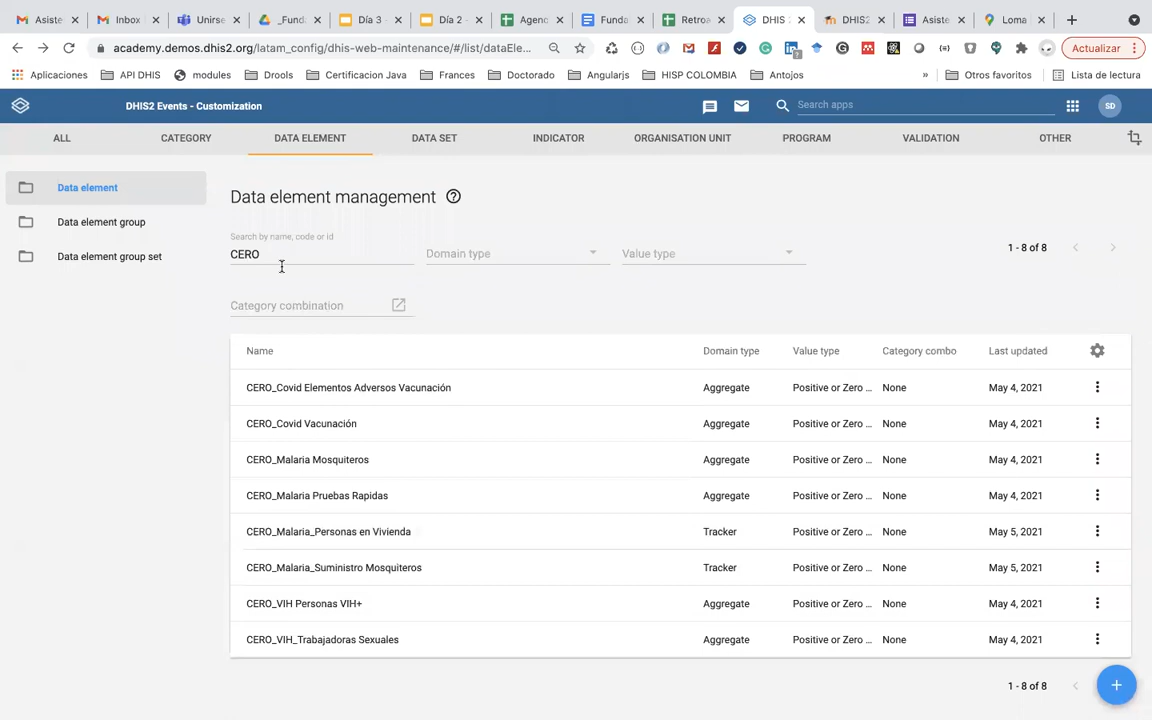 Asiste
Inbox
Unirse
_Funda
Día 3 -
Día 2 -
Agend
Funda
Retroa
DHIS
DHIS2
Asiste
Loma
academy.demos.dhis2.org/latam_config/dhis-web-maintenance/#/list/dataEle...
Actualizar
Aplicaciones
API DHIS
modules
Drools
Certificacion Java
Frances
Doctorado
Angularjs
HISP COLOMBIA
Antojos
»
Otros favoritos
Lista de lectura
DHIS2 Events - Customization
Search apps
SD
ALL
CATEGORY
DATA ELEMENT
DATA SET
INDICATOR
ORGANISATION UNIT
PROGRAM
VALIDATION
OTHER
Data element
Data element group
Data element group set
Data element management
Search by name, code or id
CERO
Domain type
Value type
1 - 8 of 8
Category combination
Name Domain type Value type Category combo Last updated
CERO_Covid Elementos Adversos Vacunación Aggregate Positive or Zero ... None May 4, 2021
CERO_Covid Vacunación Aggregate Positive or Zero ... None May 4, 2021
CERO_Malaria Mosquiteros Aggregate Positive or Zero ... None May 4, 2021
CERO_Malaria Pruebas Rapidas Aggregate Positive or Zero ... None May 4, 2021
CERO_Malaria_Personas en Vivienda Tracker Positive or Zero ... None May 5, 2021
CERO_Malaria_Suministro Mosquiteros Tracker Positive or Zero ... None May 5, 2021
CERO_VIH Personas VIH+ Aggregate Positive or Zero ... None May 4, 2021
CERO_VIH_Trabajadoras Sexuales Aggregate Positive or Zero ... None May 4, 2021
1 - 8 of 8